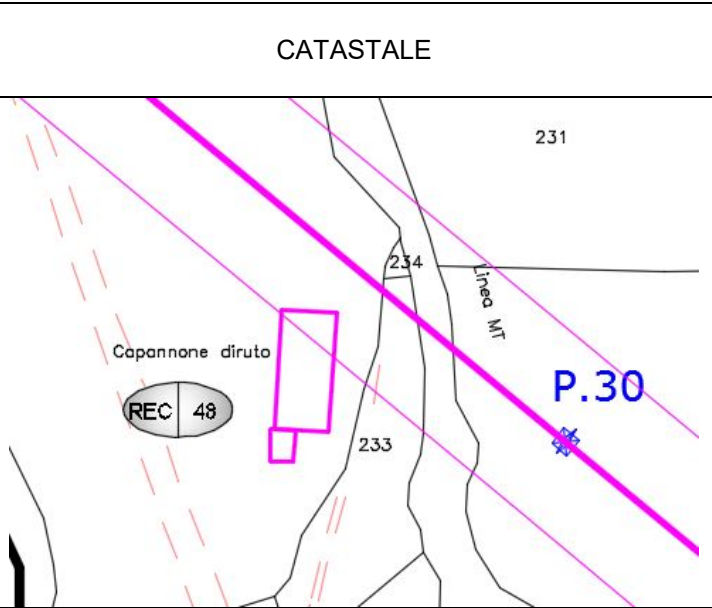 CATASTALE
231
234
Linea MT
Capannone diruto
P.30
REC 48
233